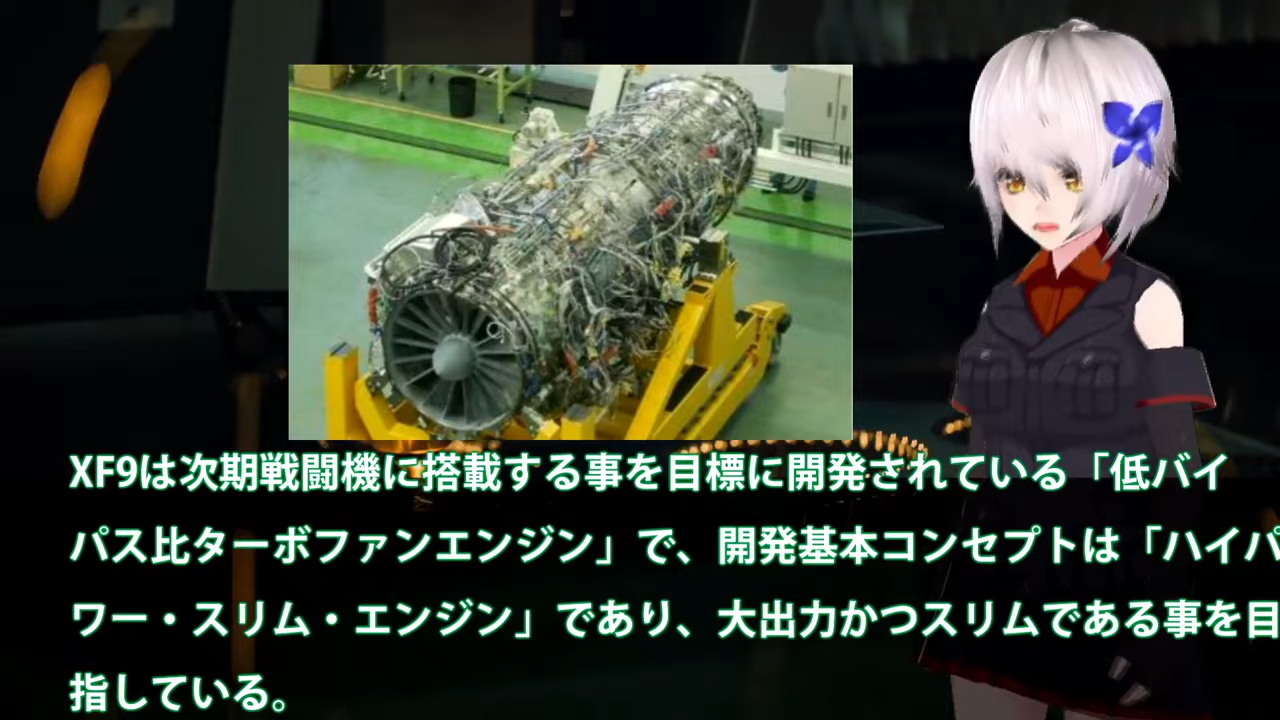 XF9は次期戦闘機に搭載する事を目標に開発されている「低バイ
パス比ターボファンエンジン」で、開発基本コンセプトは「ハイパ
ワー・スリム・エンジン」であり、大出力かつスリムである事を目
指している。